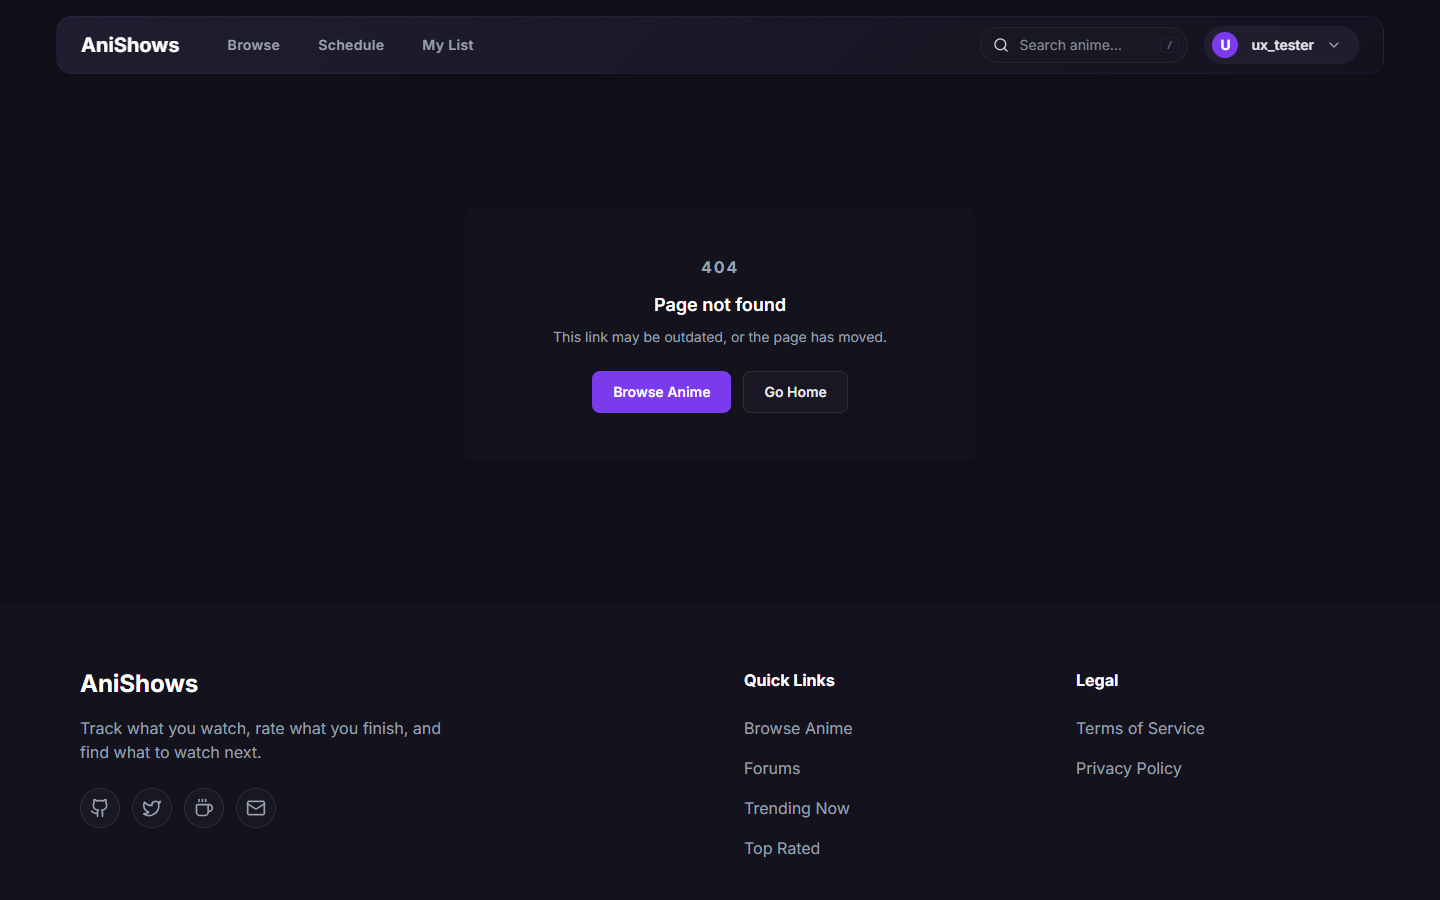 AniShows
Browse
Schedule
My List
Search anime...
/
U
ux_tester
404
Page not found
This link may be outdated, or the page has moved.
Browse Anime
Go Home
AniShows
Track what you watch, rate what you finish, and
find what to watch next.
Quick Links
Browse Anime
Forums
Trending Now
Top Rated
Legal
Terms of Service
Privacy Policy